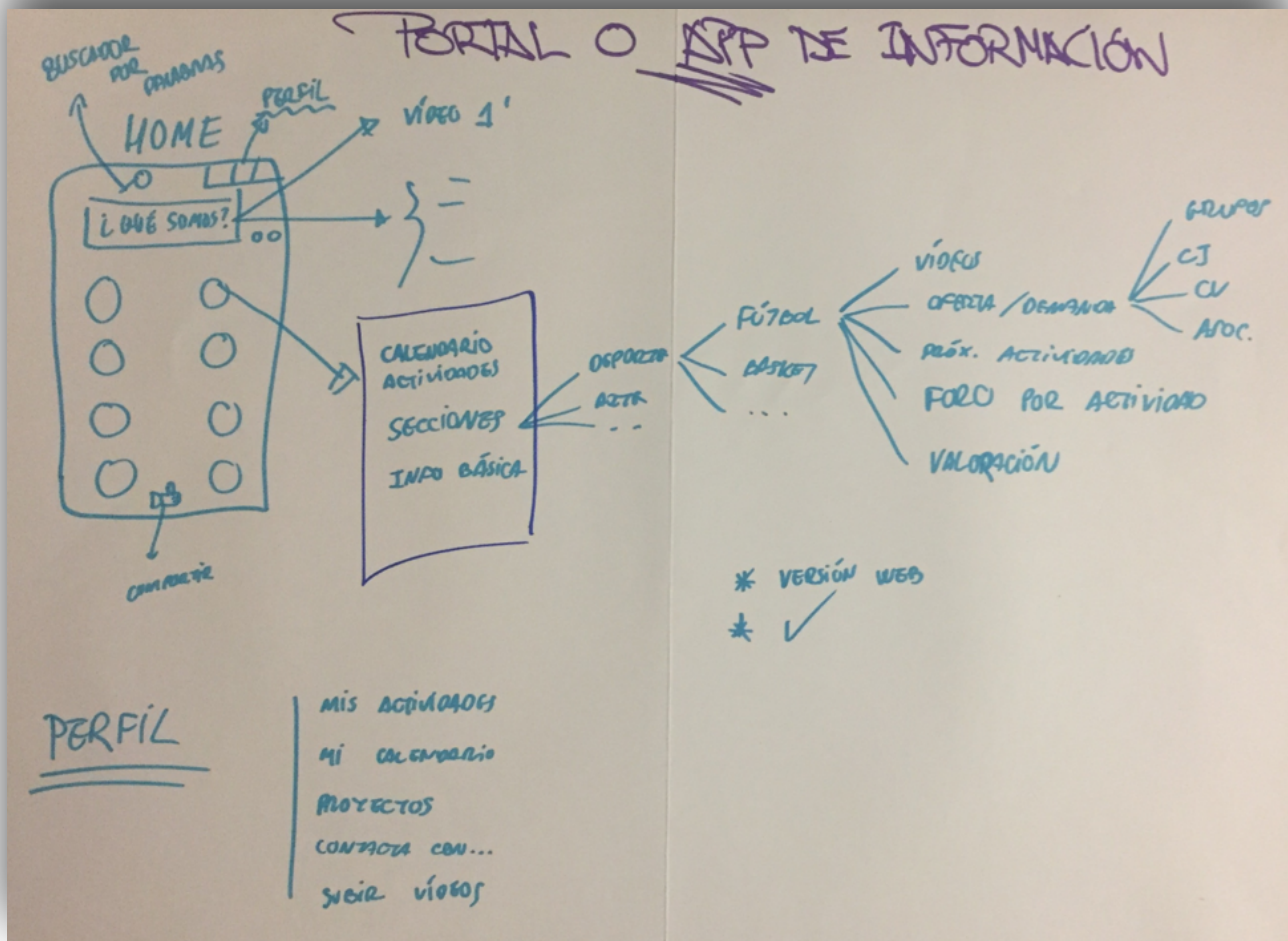 PORTAL O APP DE INFORMACIÓN
BUSCADOR
POR
PALABRAS
PERFIL
HOME
VÍDEO 1'
¿QUÉ SOMOS?
CALENDARIO
ACTIVIDADES
SECCIONES
INFO BÁSICA
DEPORTE
ARTE
...
FÚTBOL
BASKET
...
VÍDEOS
OFERTA / DEMANDA
PRÓX. ACTIVIDADES
FORO POR ACTIVIDAD
VALORACIÓN
GRUPOS
CJ
CV
ASOC.
COMPARTIR
* VERSIÓN WEB
*
PERFÍL
MIS ACTIVIDADES
MI CALENDARIO
PROYECTOS
CONTACTA CON...
SUBIR VÍDEOS